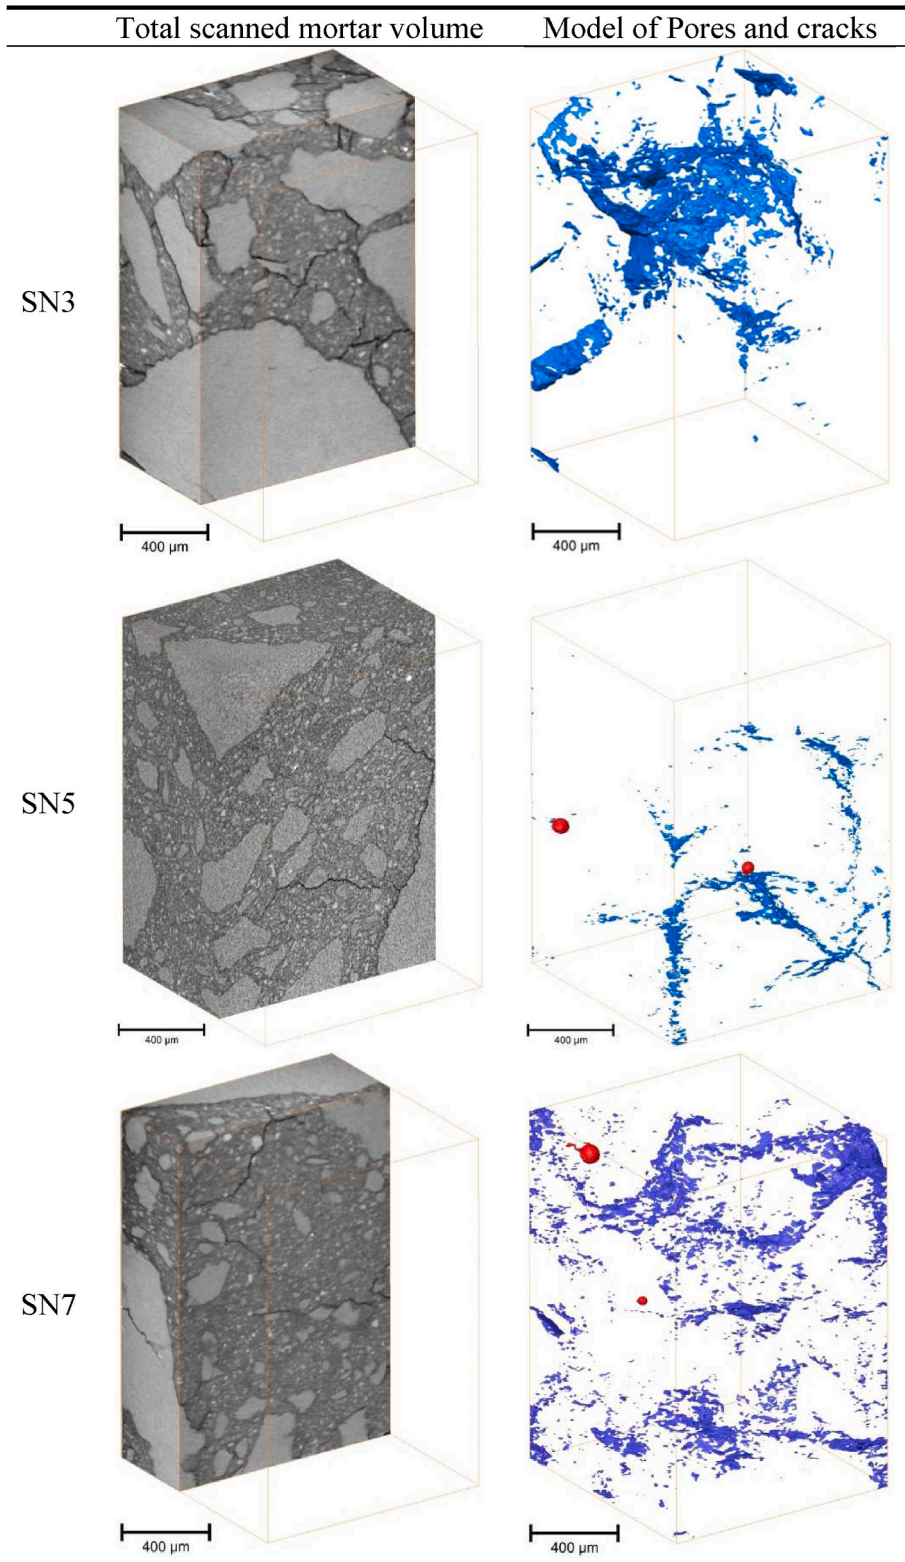 Total scanned mortar volume Model of Pores and cracks
SN3
400 µm 400 µm
SN5
400 µm 400 µm
SN7
400 µm 400 µm